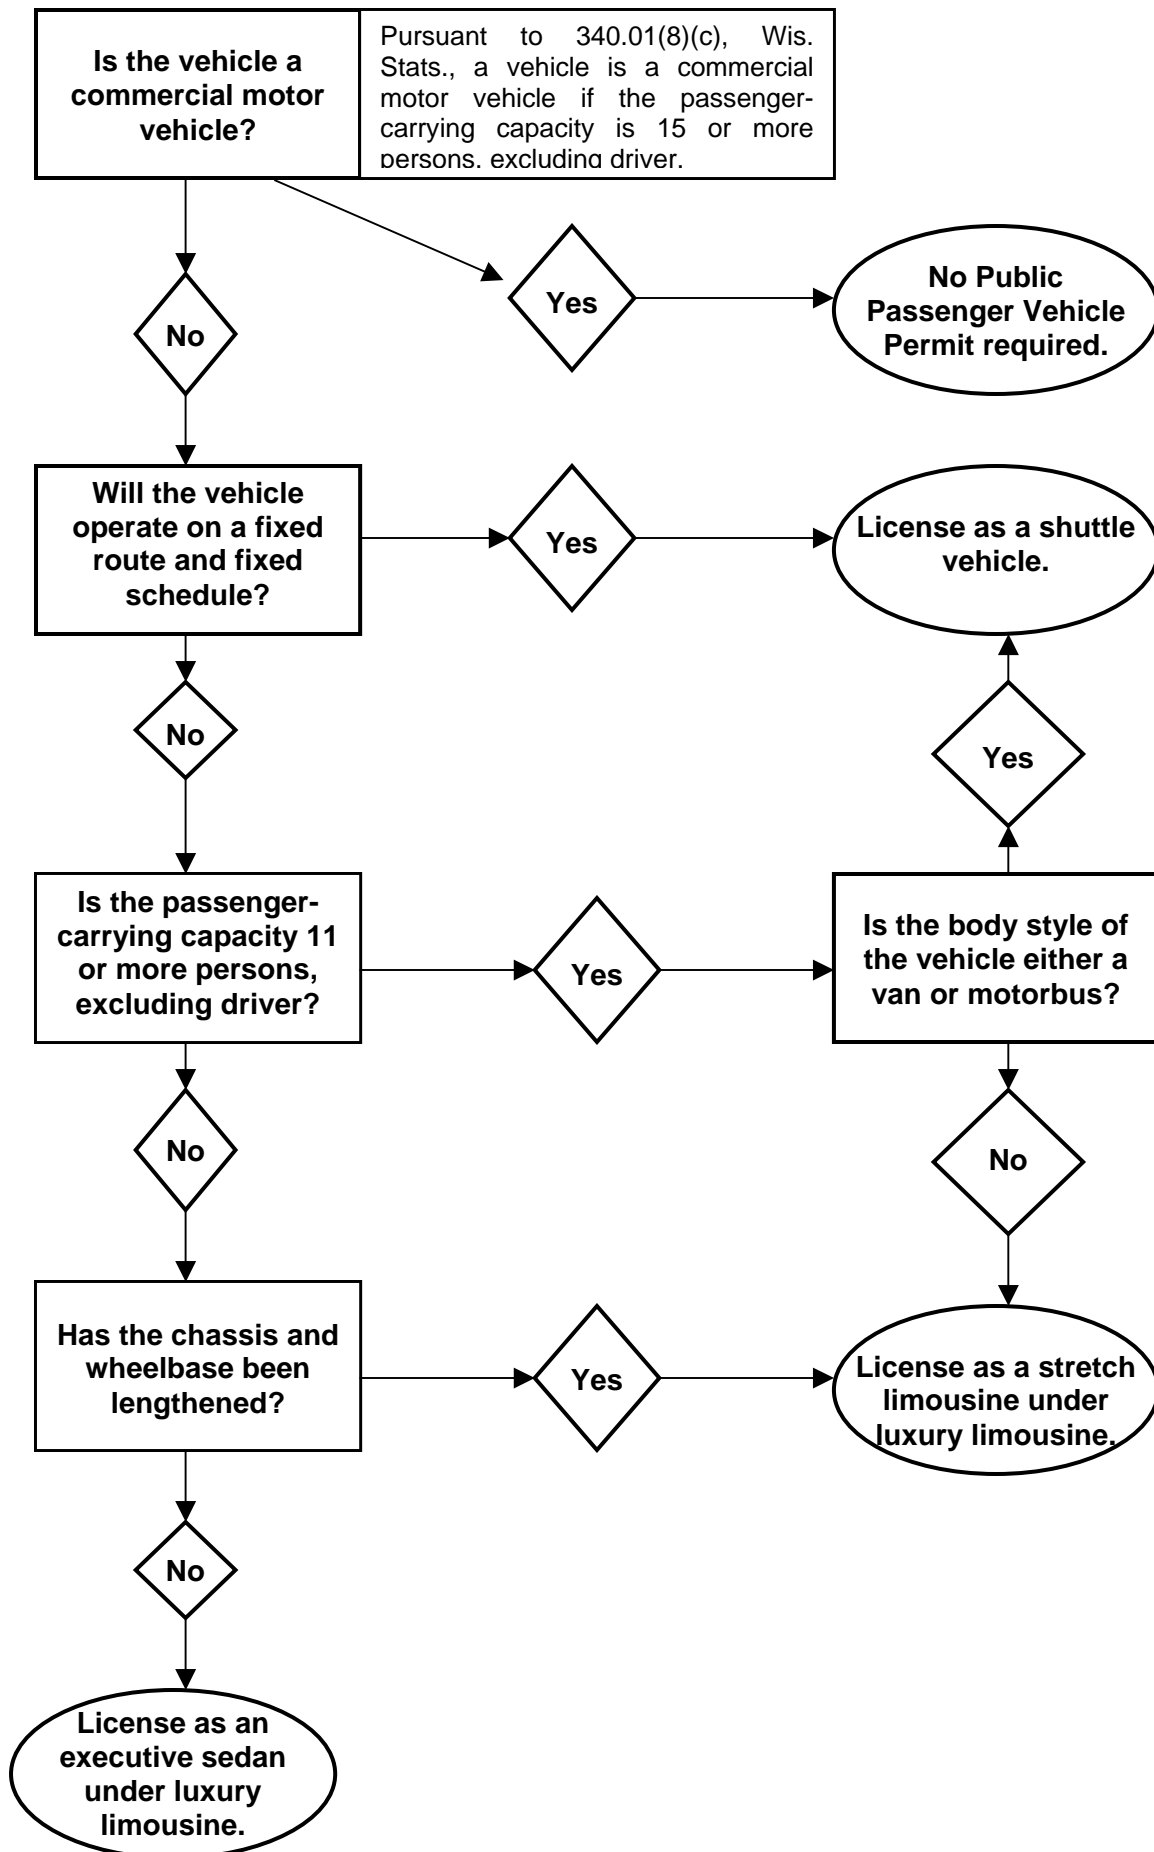 Is the vehicle a
commercial motor
vehicle?
Pursuant to 340.01(8)(c), Wis.
Stats., a vehicle is a commercial
motor vehicle if the passenger-
carrying capacity is 15 or more
persons, excluding driver.
Yes
No Public
Passenger Vehicle
Permit required.
No
Will the vehicle
operate on a fixed
route and fixed
schedule?
Yes
License as a shuttle
vehicle.
No
Yes
Is the passenger-
carrying capacity 11
or more persons,
excluding driver?
Yes
Is the body style of
the vehicle either a
van or motorbus?
No
No
Has the chassis and
wheelbase been
lengthened?
Yes
License as a stretch
limousine under
luxury limousine.
No
License as an
executive sedan
under luxury
limousine.